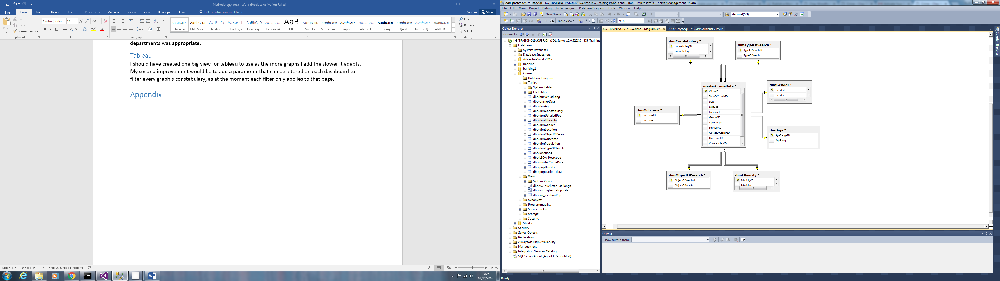 Methodology.docx - Word (Product Activation Failed)
File Home Insert Design Layout References Mailings Review View Developer Foxit PDF Tell me what you want to do... Sign in Share
Paste
Cut
Copy
Format Painter
Clipboard
Calibri (Body) 11
Font
Paragraph
AaBbCcDc AaBbCcDc AaBbCc AaBbCcE AaBbCcD AaBbCcDc AaB AaBbCcD AaBbCcDc AaBbCcDc AaBbCcDc AaBbCcDc AaBbCcDc AaBbCcDc AABBCCDD
¶ Normal ¶ No Spac... Heading 1 Heading 2 Heading 3 Heading 4 Title Subtitle Subtle Em... Emphasis Intense E... Strong Quote Intense Q... Subtle Ref...
Styles
Find
Replace
Select
Editing
departments was appropriate.
Tableau
I should have created one big view for tableau to use as the more graphs I add the slower it adapts.
My second improvement would be to add a parameter that can be altered on each dashboard to
filter every graph's constabulary, as at the moment each filter only applies to that page.
Appendix
Page 3 of 3 948 words English (United Kingdom) 150%
17:26
01/12/2016
add-postcodes-to-lsoa.sql - KG_TRAINING19\KUBRICK.Crime (KG_Training19\Student19 (60)) - Microsoft SQL Server Management Studio
File Edit View Project Debug Table Designer Database Diagram Tools Window Help
New Query decimal(5,3)
Table View 90%
Object Explorer
Connect
KG_TRAINING19\KUBRICK (SQL Server 12.0.5203.0 - KG_Training
Databases
System Databases
Database Snapshots
AdventureWorks2012
Banking
banking2
Crime
Database Diagrams
Tables
System Tables
FileTables
dbo.bucketLatLong
dbo.Crime-Data
dbo.dimAge
dbo.dimConstabulary
dbo.dimDetailedPop
dbo.dimEthnicity
dbo.dimGender
dbo.dimLocation
dbo.dimObjectOfSearch
dbo.dimOutcome
dbo.dimPopulation
dbo.dimTypeOfSearch
dbo.locations
dbo.LSOA-Postcode
dbo.masterCrimeData
dbo.popDensity
dbo.population-data
Views
System Views
dbo.vw_bucketed_lat_longs
dbo.vw_highest_stop_rate
dbo.vw_locationPop
Synonyms
Programmability
Service Broker
Storage
Security
Sharks
Security
Server Objects
Replication
AlwaysOn High Availability
Management
Integration Services Catalogs
SQL Server Agent (Agent XPs disabled)
KG_TRAINING19\KU...Crime - Diagram_0* SQLQuery6.sql - KG...19\Student19 (59))*
dimConstabulary *
constabularyID
constabulary
dimTypeOfSearch *
TypeOfSearchID
TypeOfSearch
masterCrimeData *
CrimeID
TypeOfSearchID
Date
Latitude
Longitude
GenderID
AgeRangeID
EthnicityID
ObjectOfSearchID
OutcomeID
ConstabularyID
dimGender *
GenderID
Gender
dimOutcome *
outcomeID
outcome
dimAge *
AgeRangeID
AgeRange
dimObjectOfSearch *
ObjectOfSearchid
ObjectOfSearch
dimEthnicity *
EthnicityID
Ethnicity
Output
Show output from:
Ready
Solution Explorer